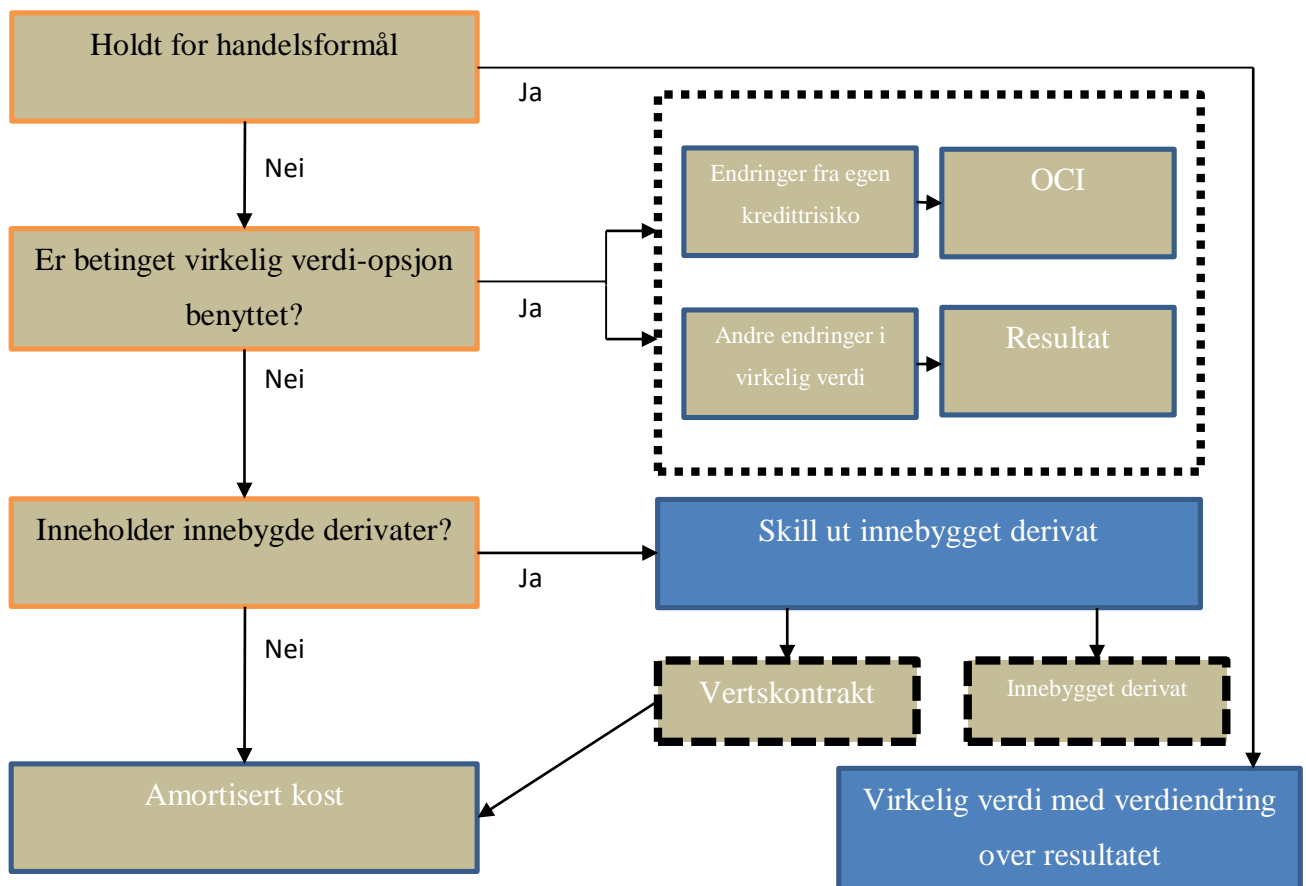 Holdt for handelsformål
Ja
Nei
Endringer fra egen
kredittrisiko
OCI
Er betinget virkelig verdi-opsjon
benyttet?
Ja
Andre endringer i
virkelig verdi
Resultat
Nei
Inneholder innebygde derivater?
Ja
Skill ut innebygget derivat
Nei
Vertskontrakt
Innebygget derivat
Amortisert kost
Virkelig verdi med verdiendring
over resultatet